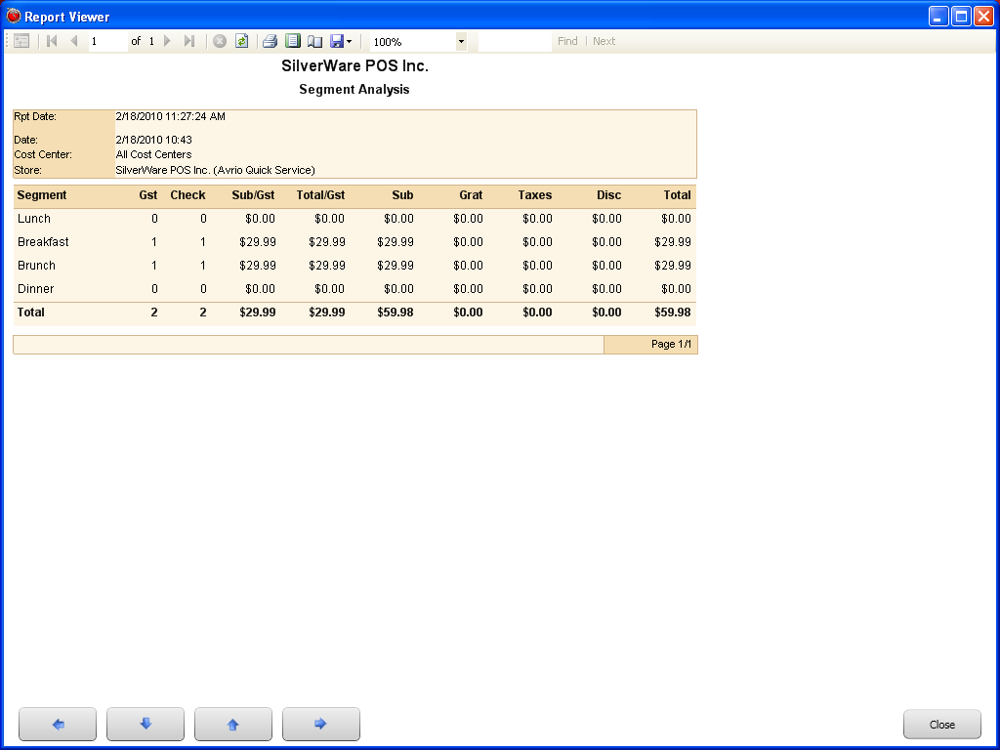 Report Viewer
1 of 1 100% Find Next
SilverWare POS Inc.
Segment Analysis
Rpt Date: 2/18/2010 11:27:24 AM
Date: 2/18/2010 10:43
Cost Center: All Cost Centers
Store: SilverWare POS Inc. (Avrio Quick Service)
Segment Gst Check Sub/Gst Total/Gst Sub Grat Taxes Disc Total
Lunch 0 0 $0.00 $0.00 $0.00 $0.00 $0.00 $0.00 $0.00
Breakfast 1 1 $29.99 $29.99 $29.99 $0.00 $0.00 $0.00 $29.99
Brunch 1 1 $29.99 $29.99 $29.99 $0.00 $0.00 $0.00 $29.99
Dinner 0 0 $0.00 $0.00 $0.00 $0.00 $0.00 $0.00 $0.00
Total 2 2 $29.99 $29.99 $59.98 $0.00 $0.00 $0.00 $59.98
Page 1/1
Close